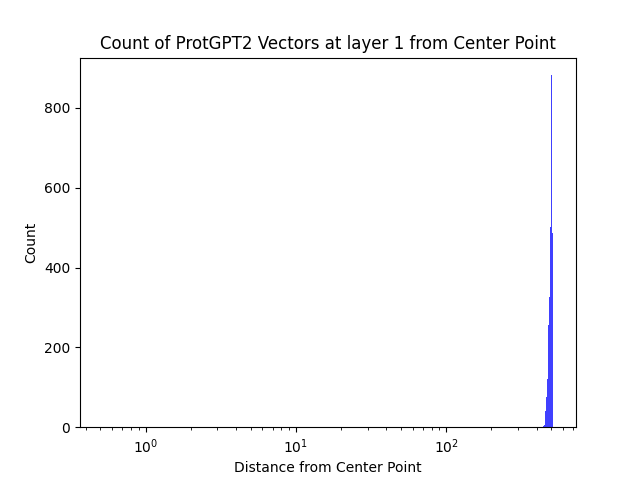 Count of ProtGPT2 Vectors at layer 1 from Center Point
800
600
400
200
0
Count
10⁰ 10¹ 10²
Distance from Center Point